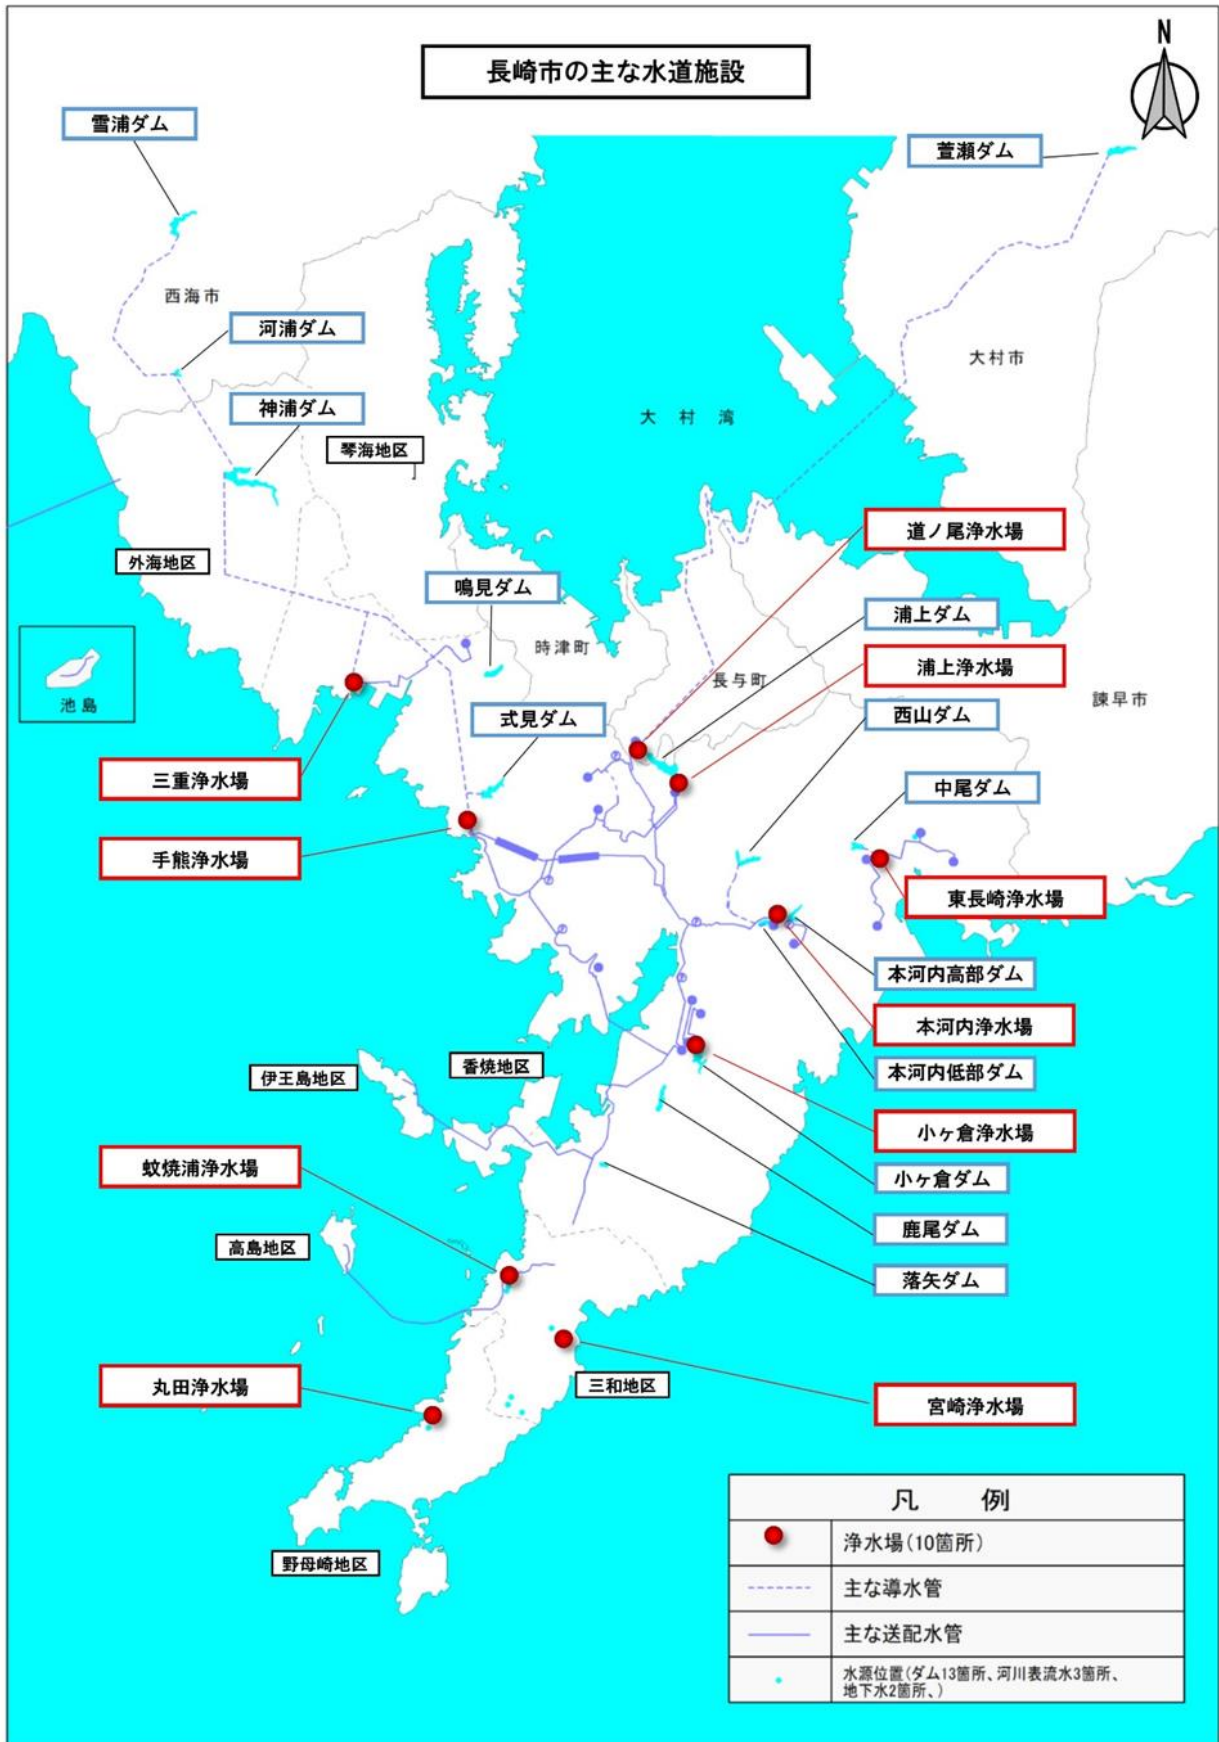 N
長崎市の主な水道施設
雪浦ダム
萱瀬ダム
西海市
河浦ダム
大村市
神浦ダム
大村湾
琴海地区
道ノ尾浄水場
外海地区
鳴見ダム
浦上ダム
時津町
浦上浄水場
長与町
諫早市
池島
式見ダム
西山ダム
三重浄水場
中尾ダム
手熊浄水場
東長崎浄水場
本河内高部ダム
本河内浄水場
香焼地区
伊王島地区
本河内低部ダム
小ヶ倉浄水場
蚊焼浦浄水場
小ヶ倉ダム
鹿尾ダム
高島地区
落矢ダム
丸田浄水場
三和地区
宮崎浄水場
野母崎地区
凡 例
浄水場(10箇所)
主な導水管
主な送配水管
水源位置(ダム13箇所、河川表流水3箇所、
地下水2箇所、)